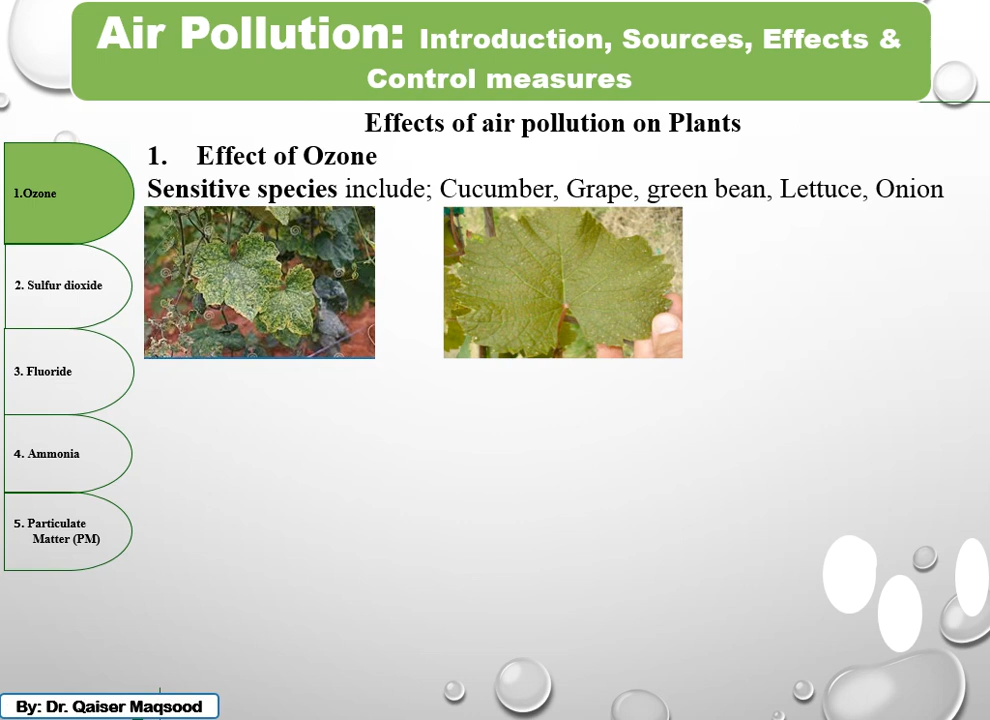 Air Pollution: Introduction, Sources, Effects &
Control measures
Effects of air pollution on Plants
1. Effect of Ozone
Sensitive species include; Cucumber, Grape, green bean, Lettuce, Onion
1.Ozone
2. Sulfur dioxide
3. Fluoride
4. Ammonia
5. Particulate
Matter (PM)
By: Dr. Qaiser Maqsood